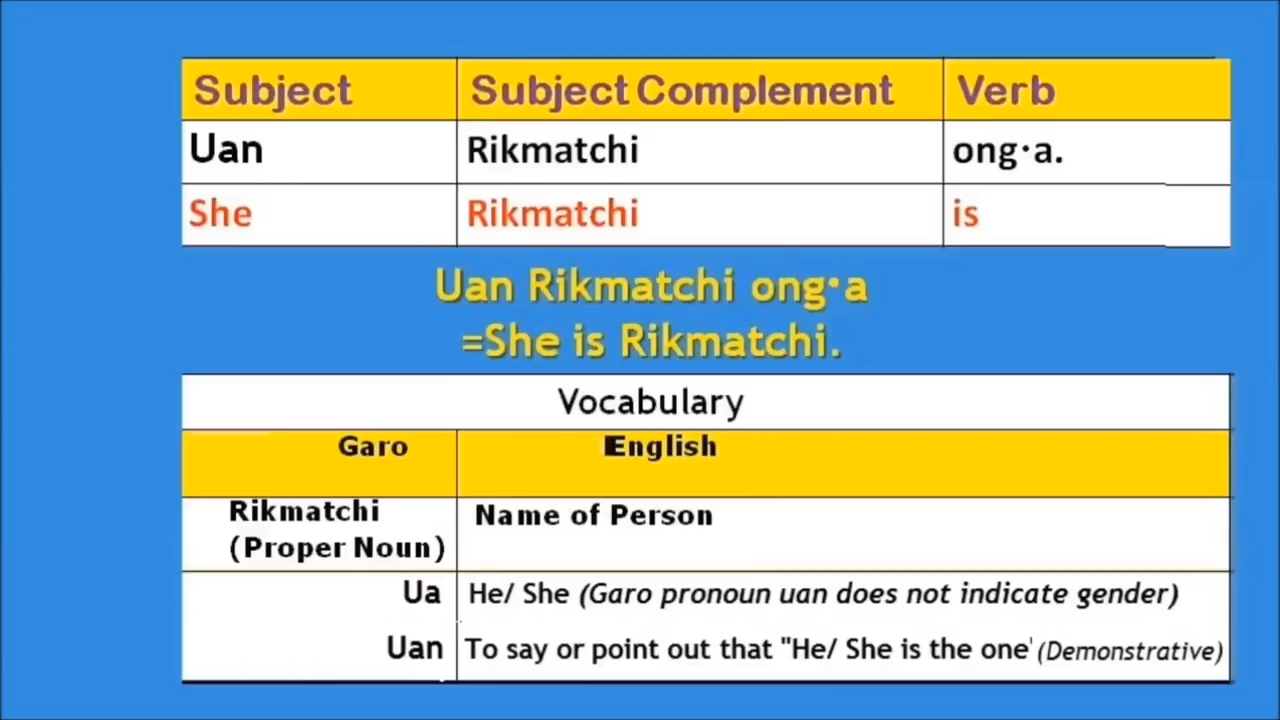 Subject Subject Complement Verb
Uan Rikmatchi ong·a.
She Rikmatchi is
Uan Rikmatchi ong·a
=She is Rikmatchi.
Vocabulary
Garo English
Rikmatchi Name of Person
(Proper Noun)
Ua He/ She (Garo pronoun uan does not indicate gender)
Uan To say or point out that "He/ She is the one' (Demonstrative)